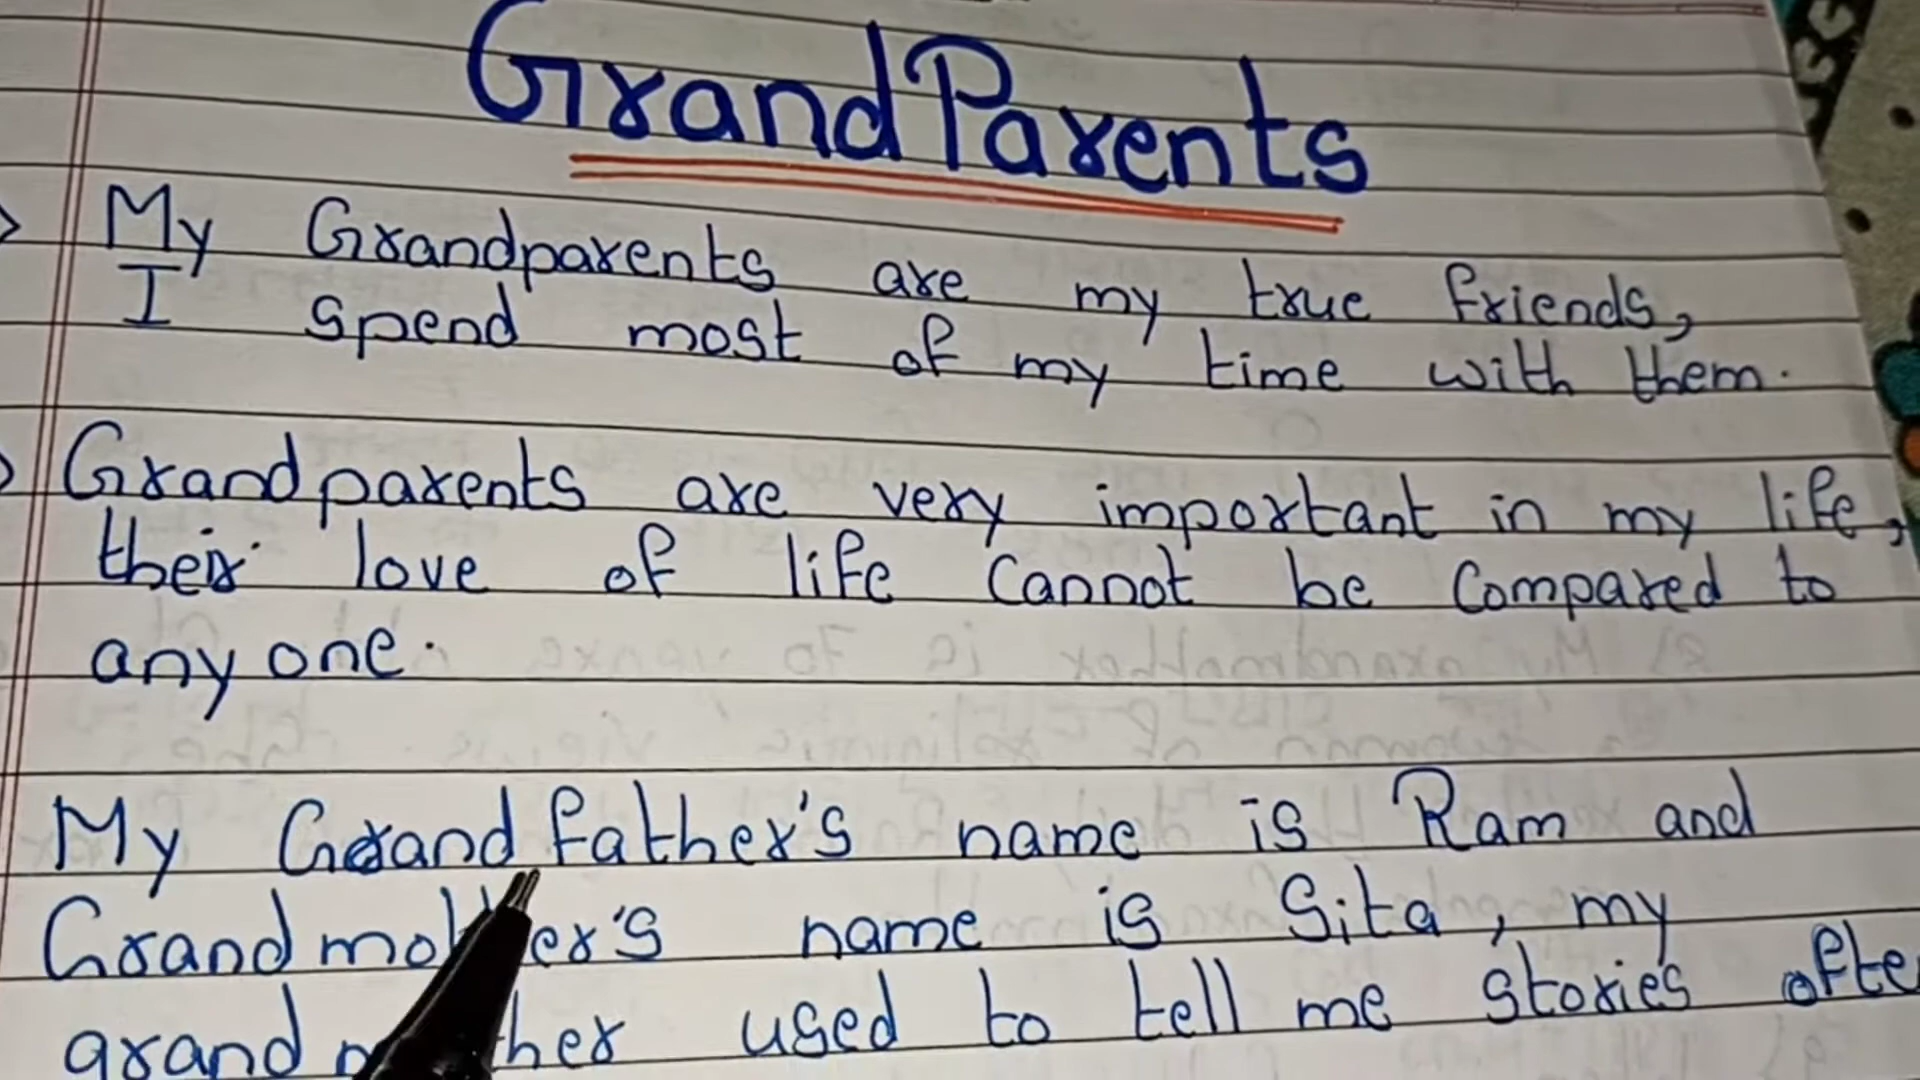 GrandParents
My Grandparents are my true friends,
I spend most of my time with them.
Grandparents are very important in my life,
their love of life Cannot be Compared to
any one.
My Grandfather's name is Ram and
name is Sita, my
used to tell me stories